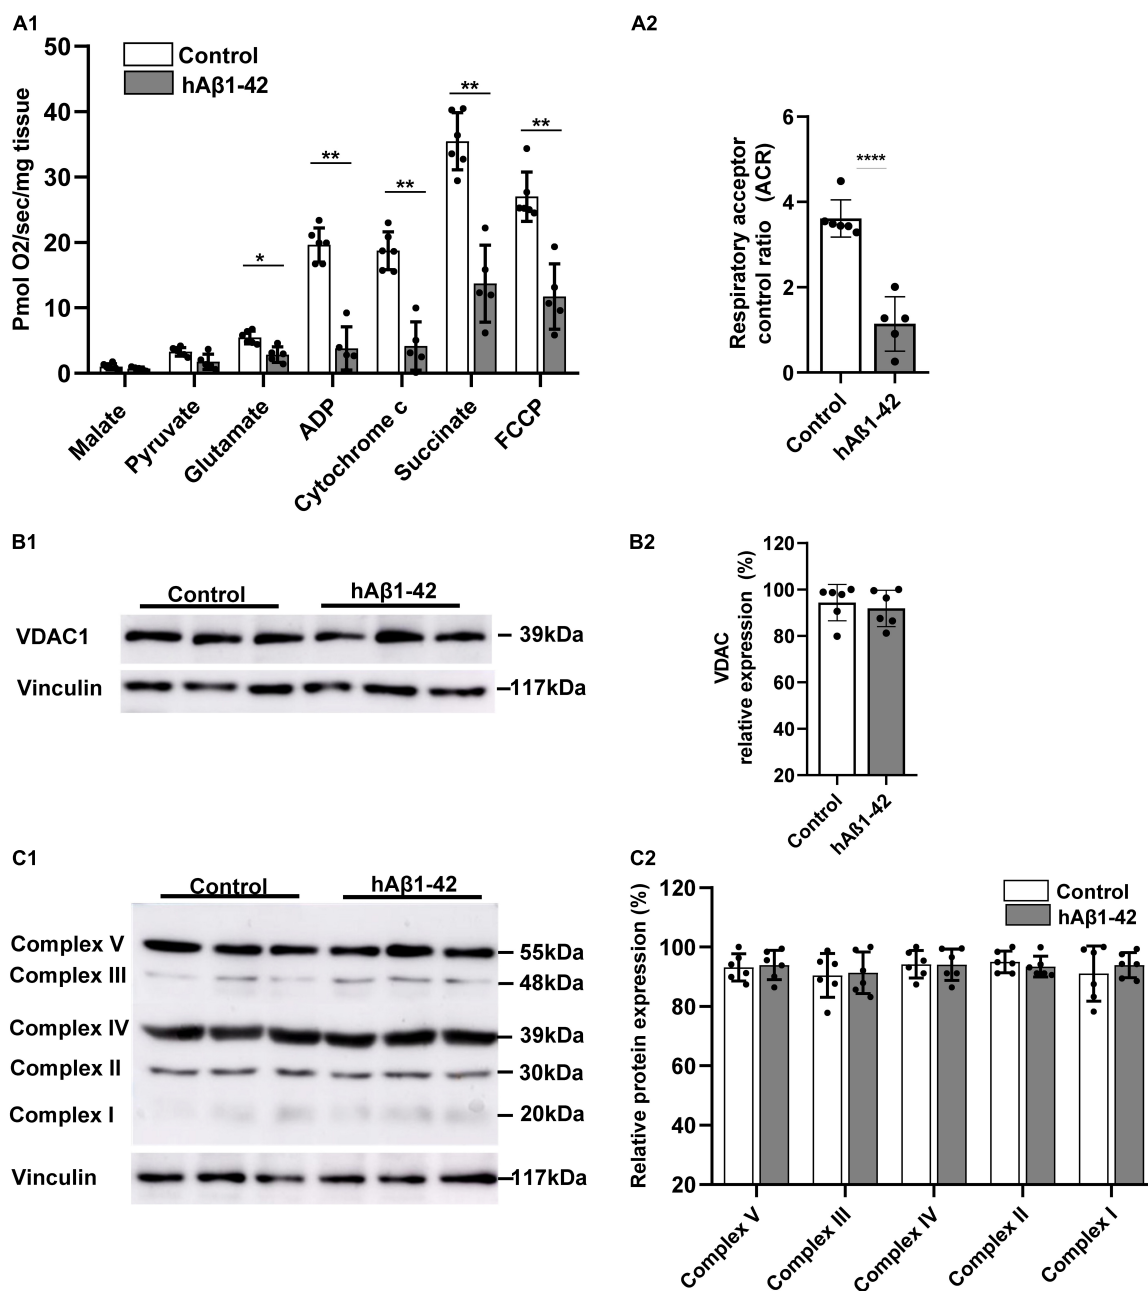 A1
Pmol O2/sec/mg tissue
50
40
30
20
10
0
Control
hAβ1-42
*
**
**
**
**
Malate
Pyruvate
Glutamate
ADP
Cytochrome c
Succinate
FCCP
A2
Respiratory acceptor
control ratio (ACR)
6
4
2
0
****
Control
hAß1-42
B1
Control
hAβ1-42
VDAC1
39kDa
Vinculin
117kDa
B2
VDAC
relative expression (%)
120
100
80
60
40
20
Control
hAß1-42
C1
Control
hAβ1-42
Complex V
55kDa
Complex III
48kDa
Complex IV
39kDa
Complex II
30kDa
Complex I
20kDa
Vinculin
117kDa
C2
Relative protein expression (%)
120
100
80
60
40
20
Control
hAβ1-42
Complex V
Complex III
Complex IV
Complex II
Complex I